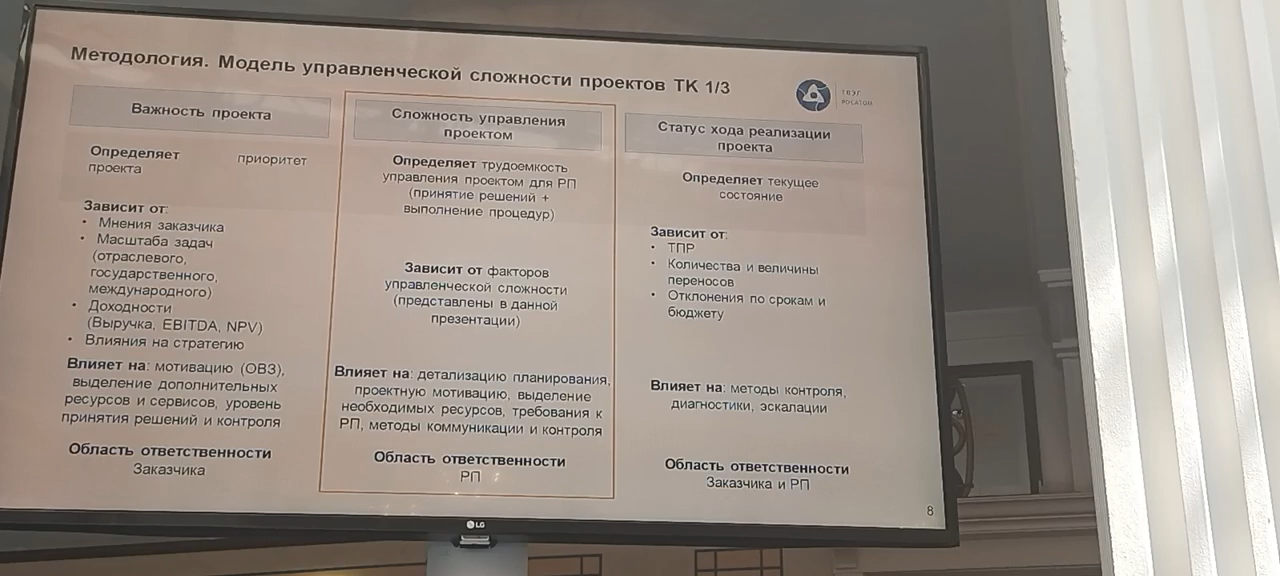 Методология. Модель управленческой сложности проектов ТК 1/3
ТВЭЛ
РОСАТОМ
Важность проекта
Определяет приоритет
проекта
Зависит от:
• Мнения заказчика
• Масштаба задач
(отраслевого,
государственного,
международного)
• Доходности
(Выручка, EBITDA, NPV)
• Влияния на стратегию
Влияет на: мотивацию (ОВЗ),
выделение дополнительных
ресурсов и сервисов, уровень
принятия решений и контроля
Область ответственности
Заказчика
Сложность управления
проектом
Определяет трудоемкость
управления проектом для РП
(принятие решений +
выполнение процедур)
Зависит от факторов
управленческой сложности
(представлены в данной
презентации)
Влияет на: детализацию планирования,
проектную мотивацию, выделение
необходимых ресурсов, требования к
РП, методы коммуникации и контроля
Область ответственности
РП
Статус хода реализации
проекта
Определяет текущее
состояние
Зависит от:
• ТПР
• Количества и величины
переносов
• Отклонения по срокам и
бюджету
Влияет на: методы контроля,
диагностики, эскалации
Область ответственности
Заказчика и РП
8
LG